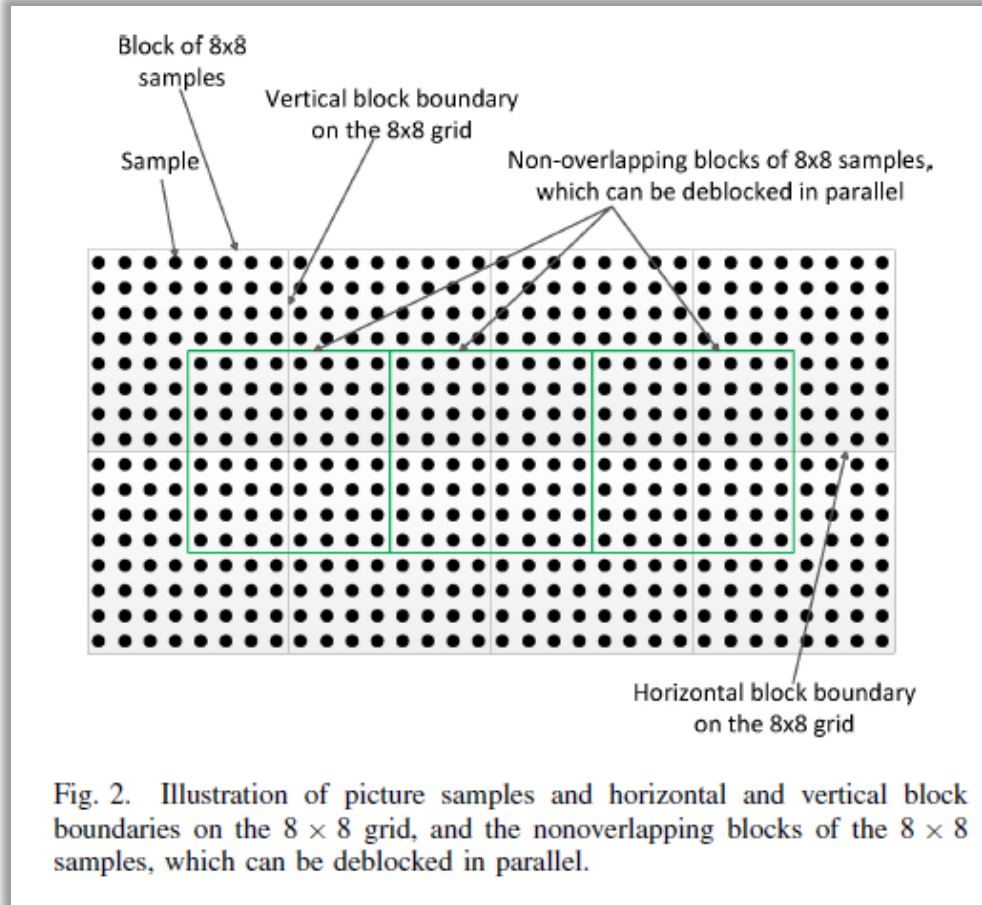 Block of 8x8
samples
Vertical block boundary
on the 8x8 grid
Sample
Non-overlapping blocks of 8x8 samples,
which can be deblocked in parallel
Horizontal block boundary
on the 8x8 grid
Fig. 2. Illustration of picture samples and horizontal and vertical block
boundaries on the 8 × 8 grid, and the nonoverlapping blocks of the 8 × 8
samples, which can be deblocked in parallel.